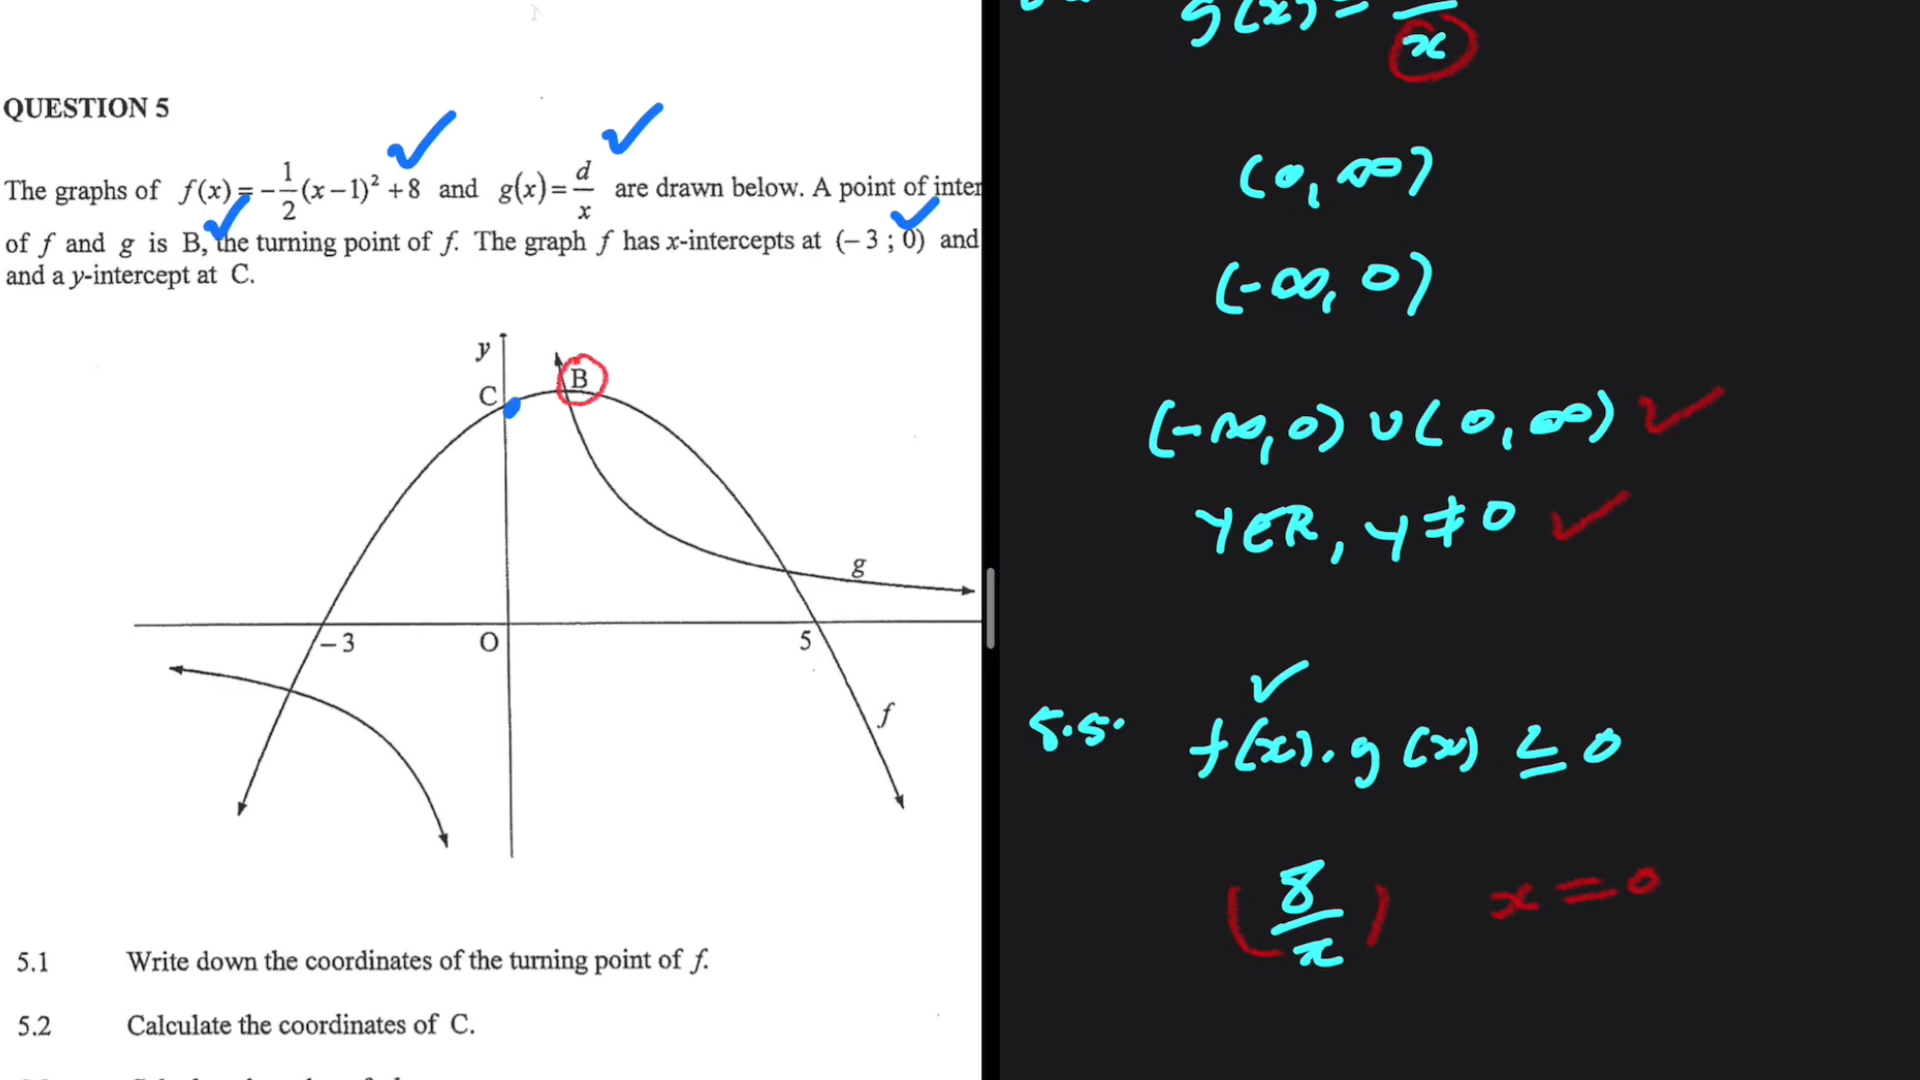 QUESTION 5
The graphs of f(x) = -1/2(x-1)² +8 and g(x)= d/x are drawn below. A point of inter
of f and g is B, the turning point of f. The graph f has x-intercepts at (– 3 ; 0) and
and a y-intercept at C.
y
C
B
g
– 3
O
5
f
5.1 Write down the coordinates of the turning point of f.
5.2 Calculate the coordinates of C.
g(x) =
x
(0, ∞)
(-∞, 0)
(-∞, 0) ∪ (0, ∞)
Y∈R, y ≠ 0
5.5. f(x). g(x) ≥ 0
(8/x) x = 0